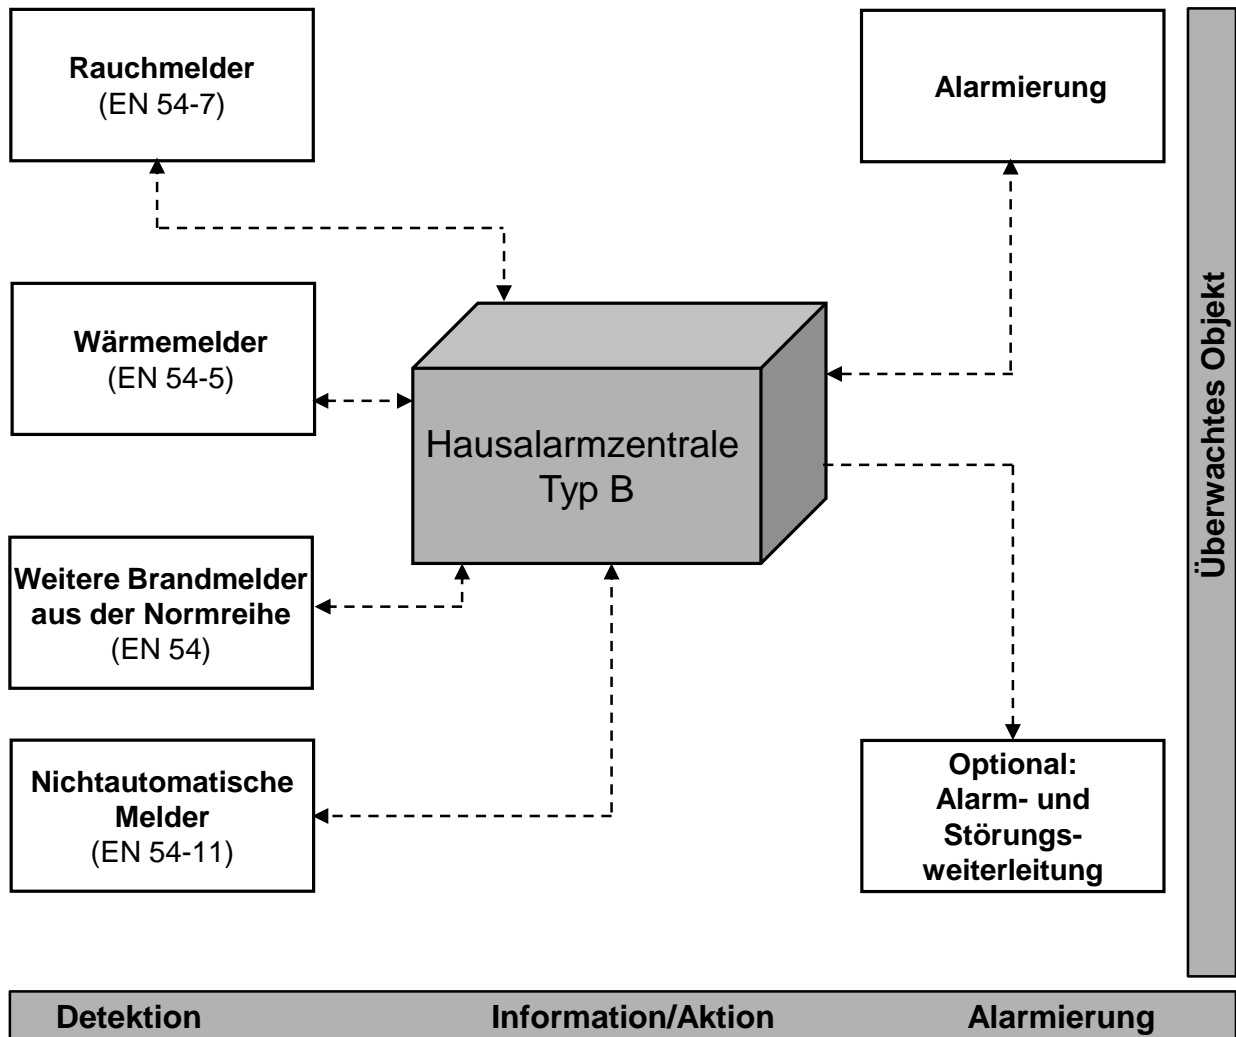 Rauchmelder
(EN 54-7)
Alarmierung
Wärmemelder
(EN 54-5)
Hausalarmzentrale
Typ B
Überwachtes Objekt
Weitere Brandmelder
aus der Normreihe
(EN 54)
Nichtautomatische
Melder
(EN 54-11)
Optional:
Alarm- und
Störungs-
weiterleitung
Detektion
Information/Aktion
Alarmierung